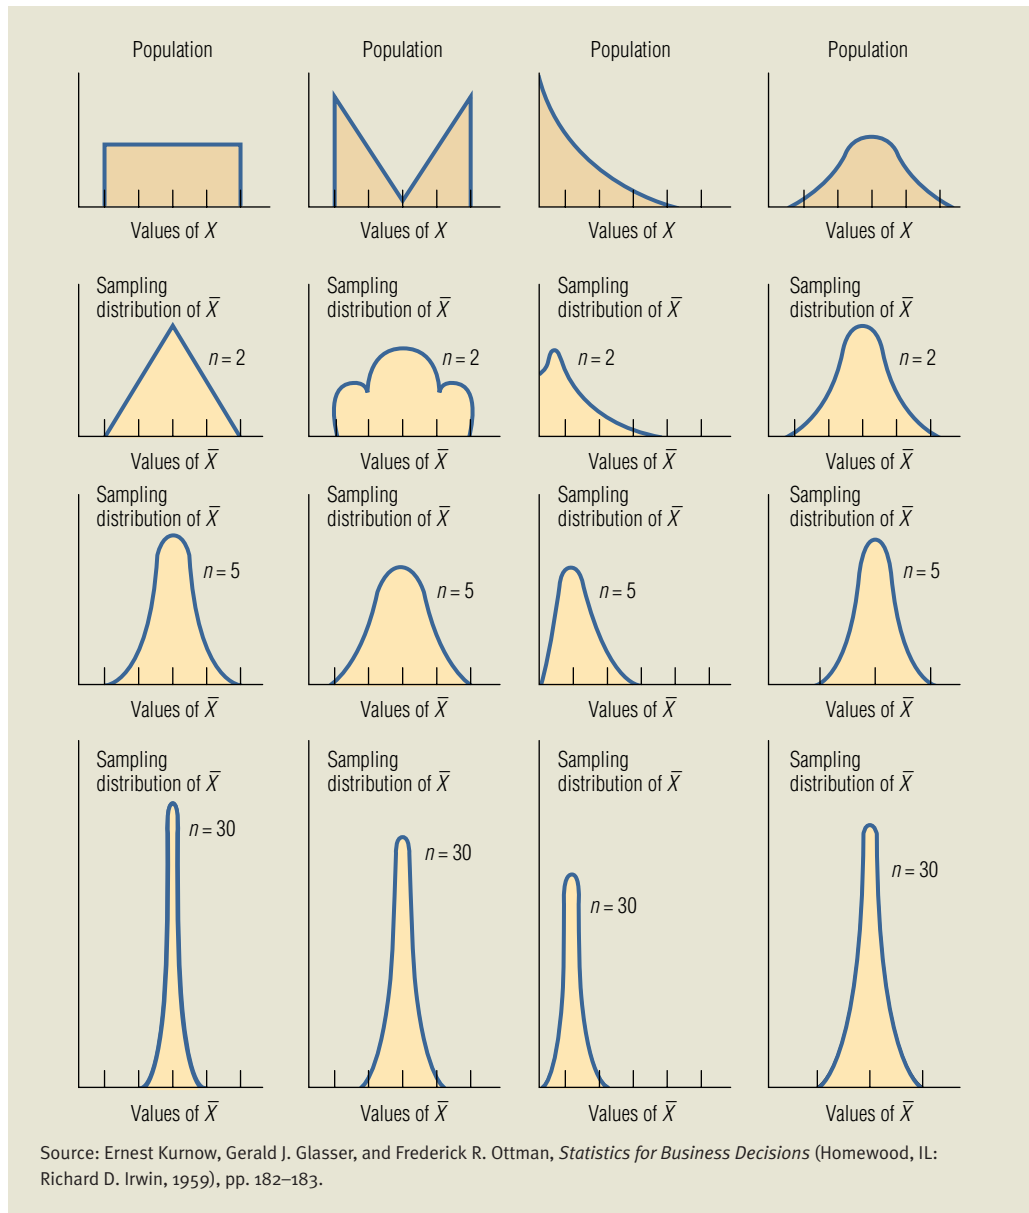 Population
Population
Population
Population
Values of X
Values of X
Values of X
Values of X
Sampling
distribution of X̅
n = 2
Sampling
distribution of X̅
n = 2
Sampling
distribution of X̅
n = 2
Sampling
distribution of X̅
n = 2
Values of X̅
Values of X̅
Values of X̅
Values of X̅
Sampling
distribution of X̅
n = 5
Sampling
distribution of X̅
n = 5
Sampling
distribution of X̅
n = 5
Sampling
distribution of X̅
n = 5
Values of X̅
Values of X̅
Values of X̅
Values of X̅
Sampling
distribution of X̅
n = 30
Sampling
distribution of X̅
n = 30
Sampling
distribution of X̅
n = 30
Sampling
distribution of X̅
n = 30
Values of X̅
Values of X̅
Values of X̅
Values of X̅
Source: Ernest Kurnow, Gerald J. Glasser, and Frederick R. Ottman, Statistics for Business Decisions (Homewood, IL:
Richard D. Irwin, 1959), pp. 182–183.